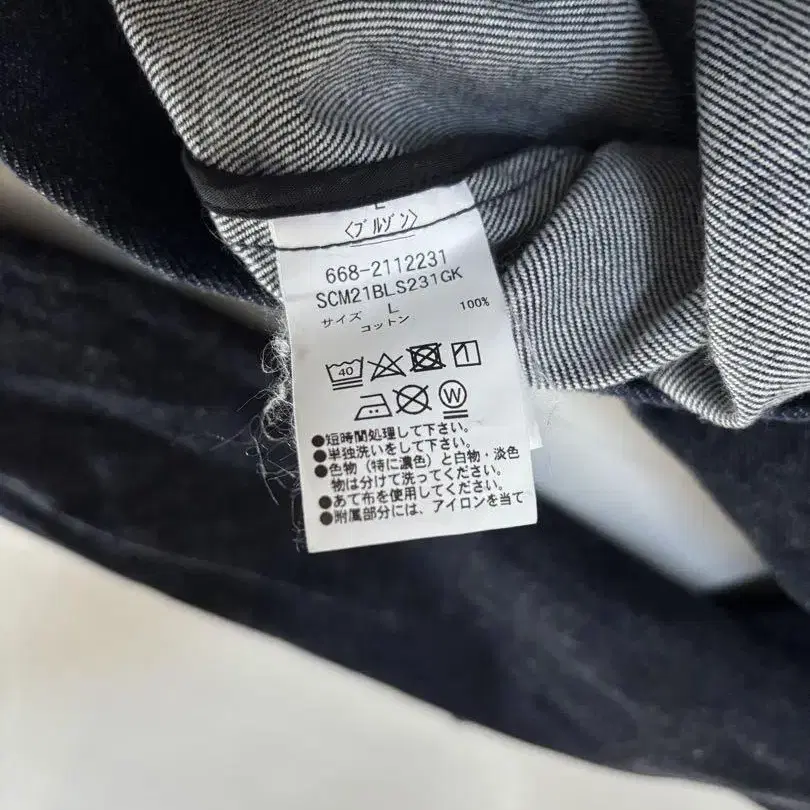 L
〈ブルゾン〉
668-2112231
SCM21BLS231GK
サイズ L
コットン 100%
40
W
●短時間処理して下さい。
●単独洗いをして下さい。
●色物（特に濃色）と白物・淡色
物は分けて洗ってください。
●あて布を使用してください。
●附属部分には、アイロンを当て